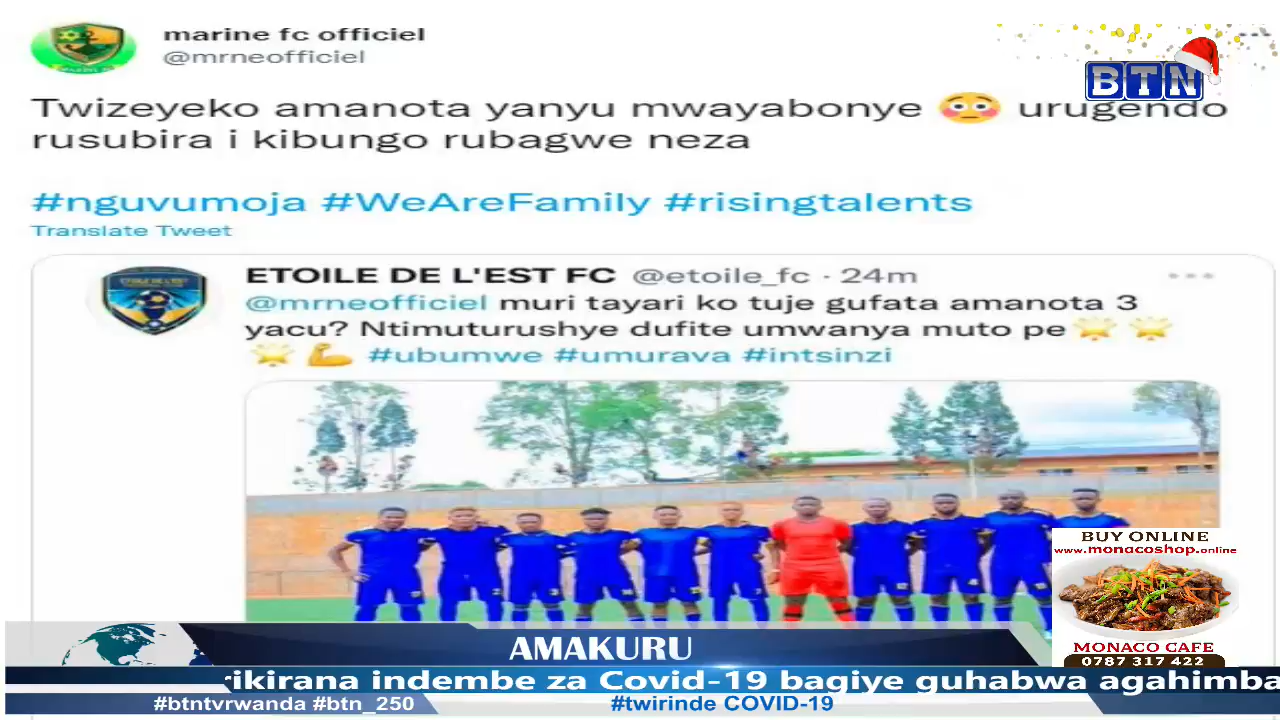 marine fc officiel
@mrneofficiel
BTN
Twizeyeko amanota yanyu mwayabonye 😳 urugendo
rusubira i kibungo rubagwe neza
#nguvumoja #WeAreFamily #risingtalents
Translate Tweet
ETOILE DE L'EST FC @etoile_fc · 24m
@mrneofficiel muri tayari ko tuje gufata amanota 3
yacu? Ntimuturushye dufite umwanya muto pe 🌟 🌟
🌟 💪 #ubumwe #umurava #intsinzi
BUY ONLINE
www.monacoshop.online
MONACO CAFE
0787 317 422
AMAKURU
rikirana indembe za Covid-19 bagiye guhabwa agahimba
#btntvrwanda #btn_250
#twirinde COVID-19